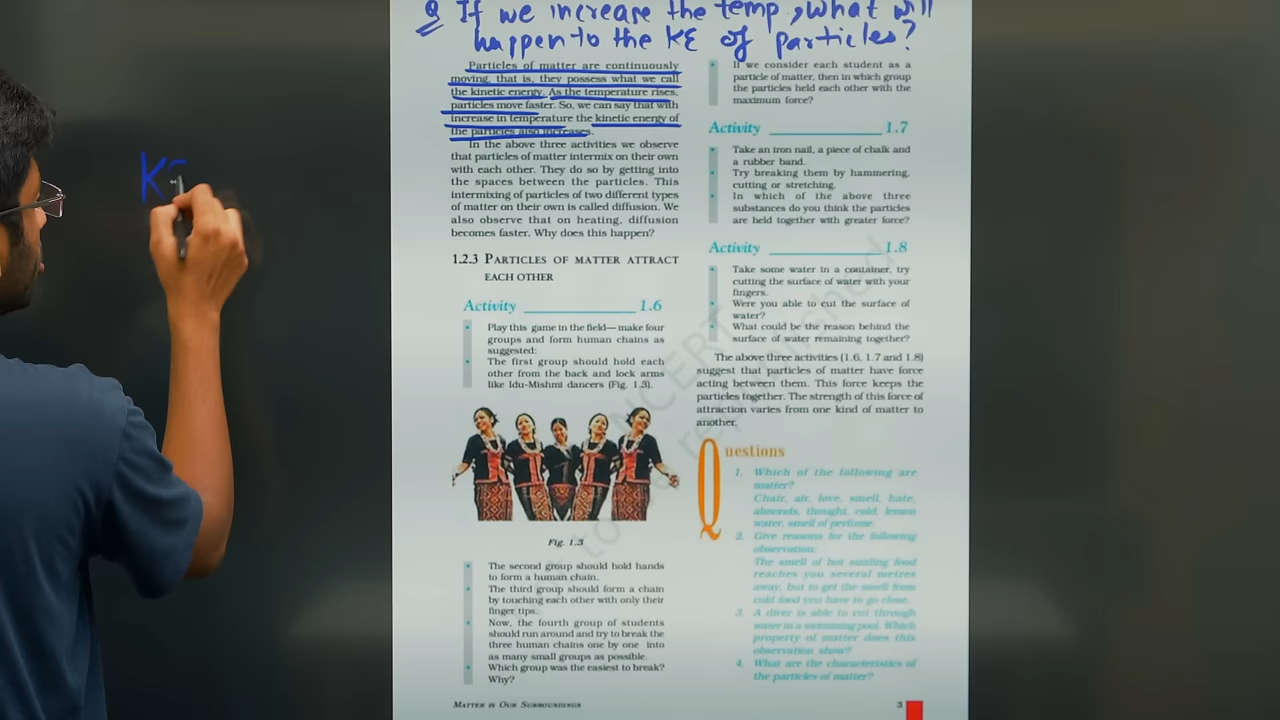 Q If we increase the temp, what will
happen to the KE of particles?
K
Particles of matter are continuously
moving, that is, they possess what we call
the kinetic energy. As the temperature rises,
particles move faster. So, we can say that with
increase in temperature the kinetic energy of
the particles also increases.
In the above three activities we observe
that particles of matter intermix on their own
with each other. They do so by getting into
the spaces between the particles. This
intermixing of particles of two different types
of matter on their own is called diffusion. We
also observe that on heating, diffusion
becomes faster. Why does this happen?
1.2.3 PARTICLES OF MATTER ATTRACT
EACH OTHER
Activity ______________ 1.6
• Play this game in the field— make four
groups and form human chains as
suggested:
• The first group should hold each
other from the back and lock arms
like Idu-Mishmi dancers (Fig. 1.3).
Fig. 1.3
• The second group should hold hands
to form a human chain.
• The third group should form a chain
by touching each other with only their
finger tips.
• Now, the fourth group of students
should run around and try to break the
three human chains one by one into
as many small groups as possible.
• Which group was the easiest to break?
Why?
• If we consider each student as a
particle of matter, then in which group
the particles held each other with the
maximum force?
Activity ______________ 1.7
• Take an iron nail, a piece of chalk and
a rubber band.
• Try breaking them by hammering,
cutting or stretching.
• In which of the above three
substances do you think the particles
are held together with greater force?
Activity ______________ 1.8
• Take some water in a container, try
cutting the surface of water with your
fingers.
• Were you able to cut the surface of
water?
• What could be the reason behind the
surface of water remaining together?
The above three activities (1.6, 1.7 and 1.8)
suggest that particles of matter have force
acting between them. This force keeps the
particles together. The strength of this force of
attraction varies from one kind of matter to
another.
Questions
1. Which of the following are
matter?
Chair, air, love, smell, hate,
almonds, thought, cold, lemon
water, smell of perfume.
2. Give reasons for the following
observation:
The smell of hot sizzling food
reaches you several metres
away, but to get the smell from
cold food you have to go close.
3. A diver is able to cut through
water in a swimming pool. Which
property of matter does this
observation show?
4. What are the characteristics of
the particles of matter?
MATTER IN OUR SURROUNDINGS
3